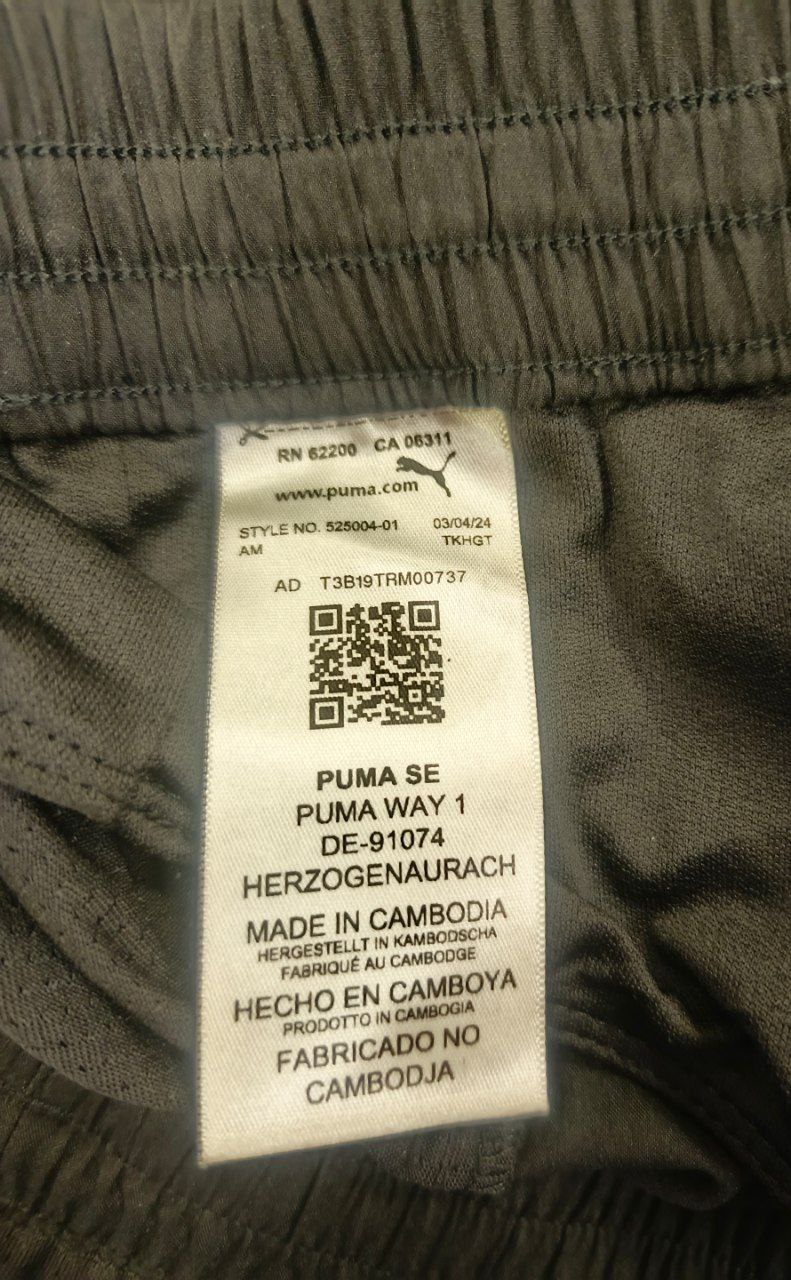 RN 62200 CA 06311
www.puma.com
STYLE NO. 525004-01 03/04/24
AM TKHGT
AD T3B19TRM00737
PUMA SE
PUMA WAY 1
DE-91074
HERZOGENAURACH
MADE IN CAMBODIA
HERGESTELLT IN KAMBODSCHA
FABRIQUÉ AU CAMBODGE
HECHO EN CAMBOYA
PRODOTTO IN CAMBOGIA
FABRICADO NO
CAMBODJA